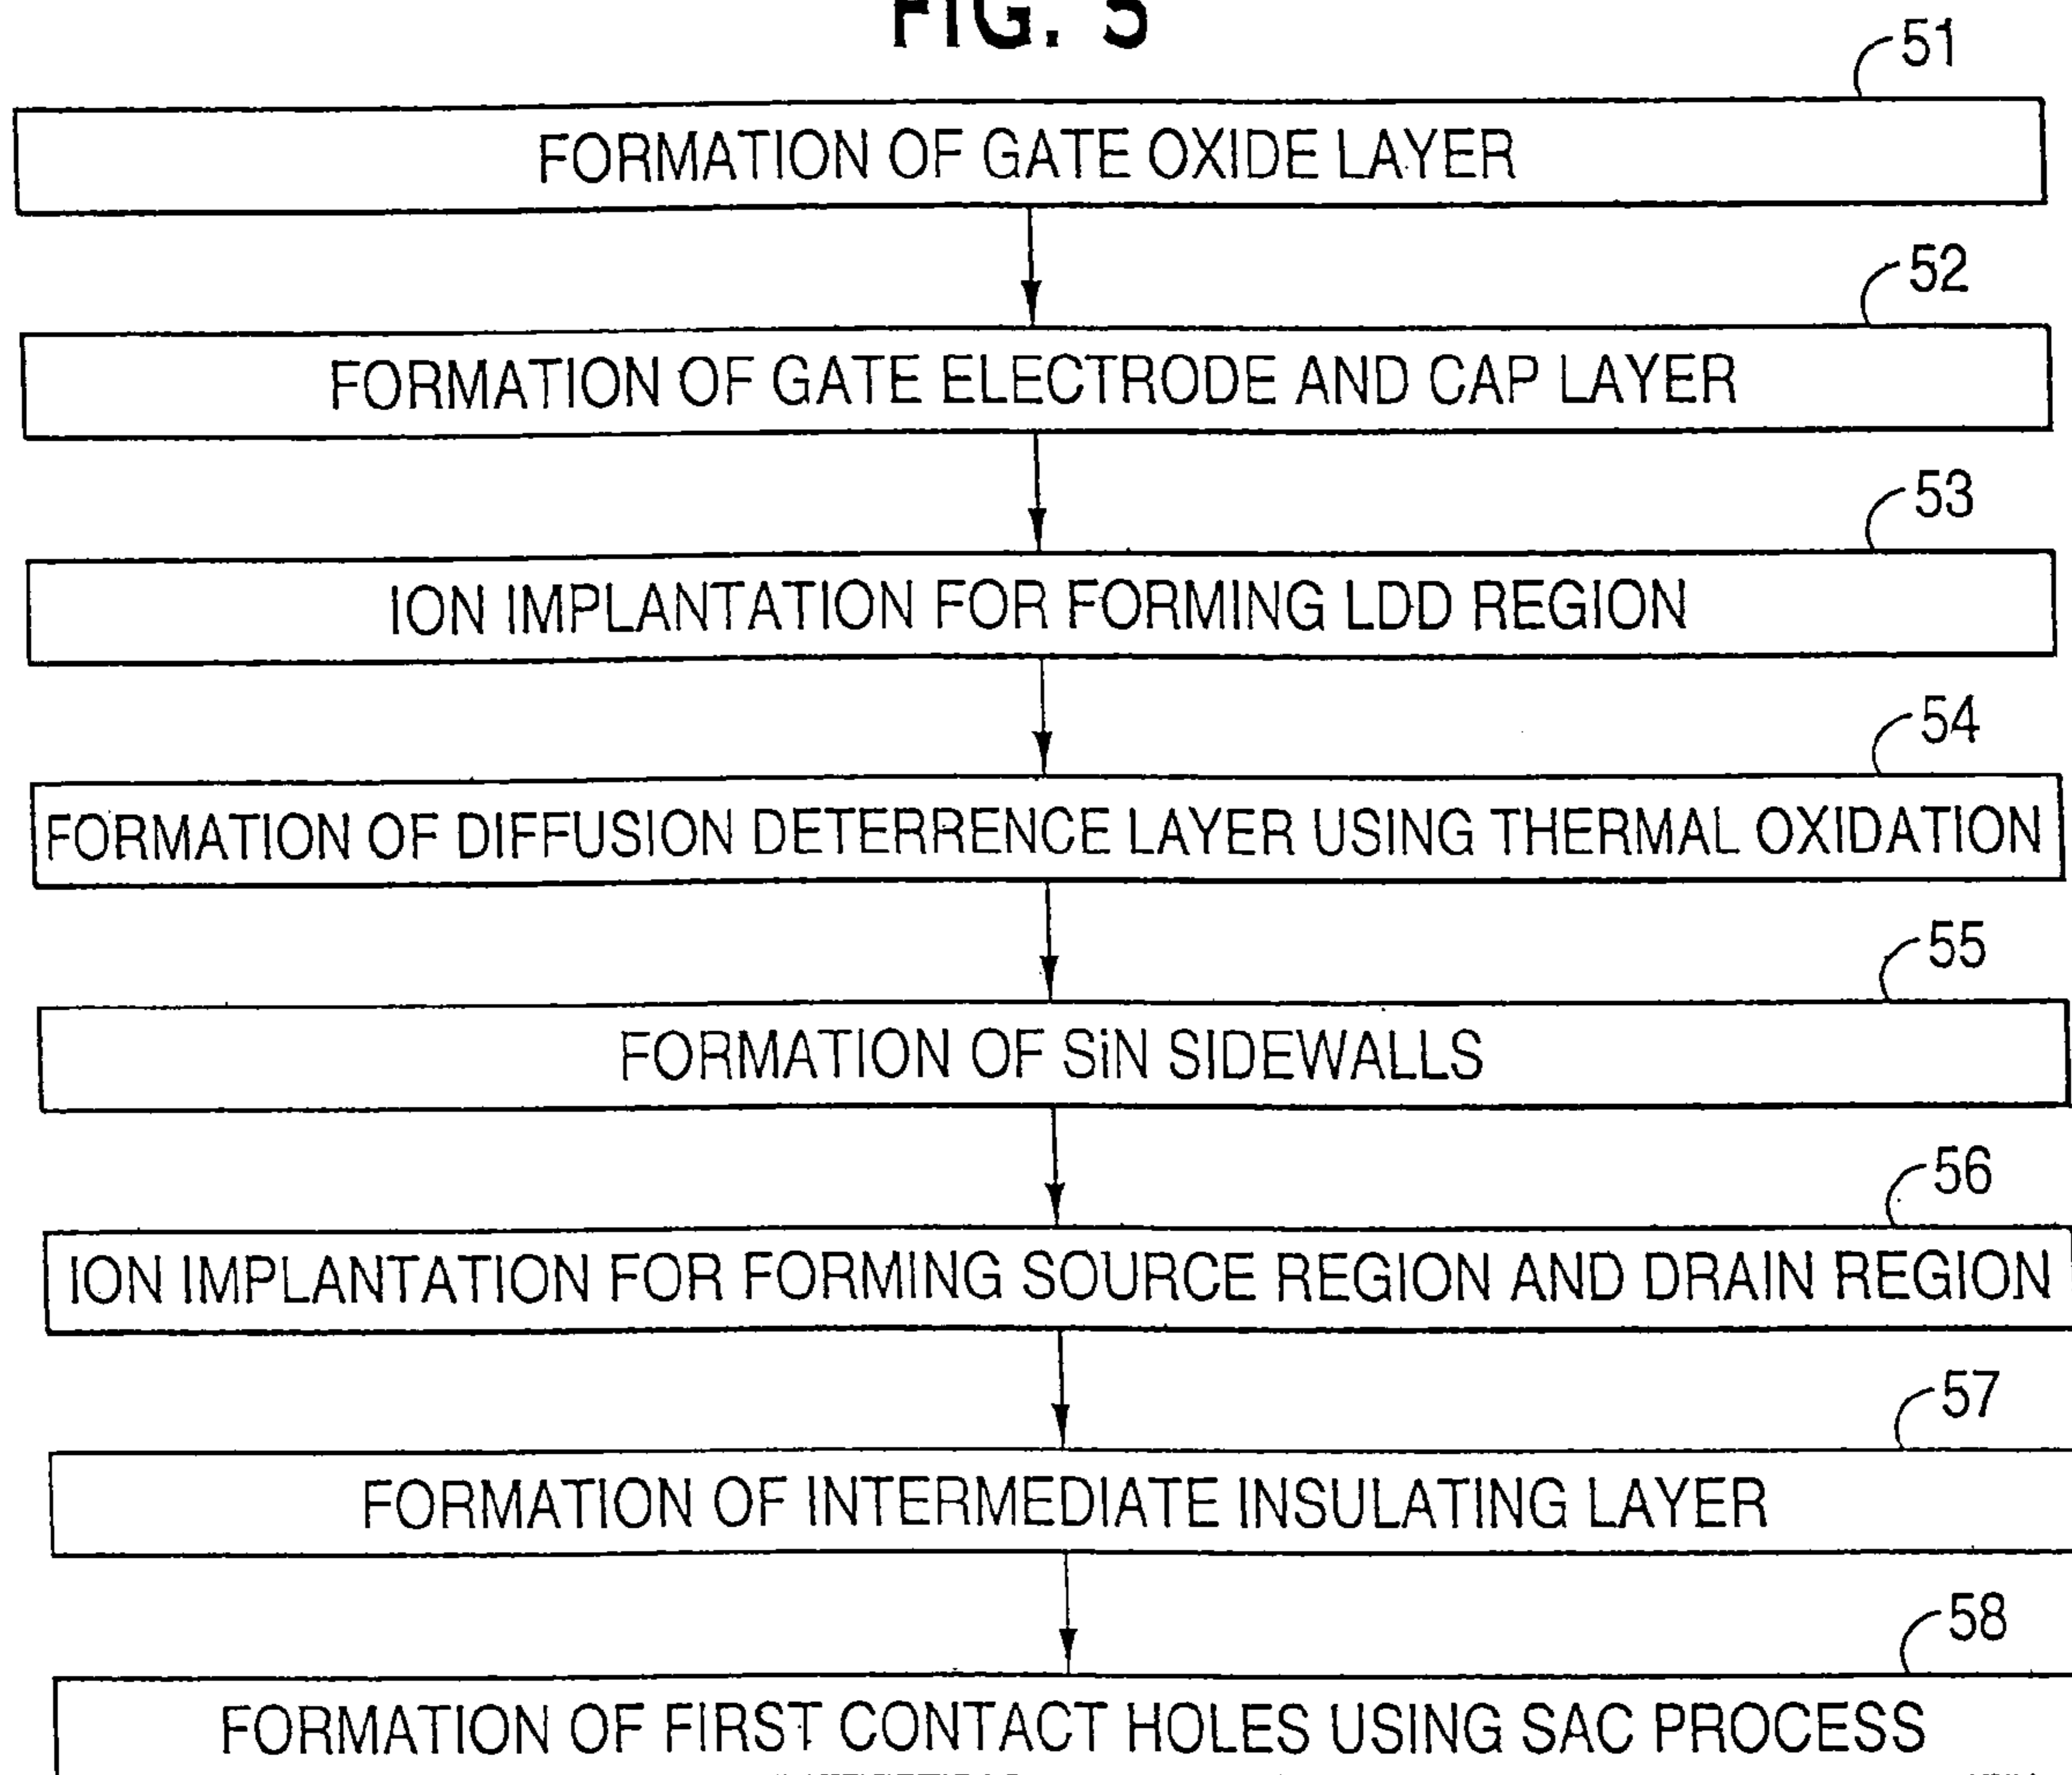 FIG. 5
51
FORMATION OF GATE OXIDE LAYER
52
FORMATION OF GATE ELECTRODE AND CAP LAYER
53
ION IMPLANTATION FOR FORMING LDD REGION
54
FORMATION OF DIFFUSION DETERRENCE LAYER USING THERMAL OXIDATION
55
FORMATION OF SiN SIDEWALLS
56
ION IMPLANTATION FOR FORMING SOURCE REGION AND DRAIN REGION
57
FORMATION OF INTERMEDIATE INSULATING LAYER
58
FORMATION OF FIRST CONTACT HOLES USING SAC PROCESS